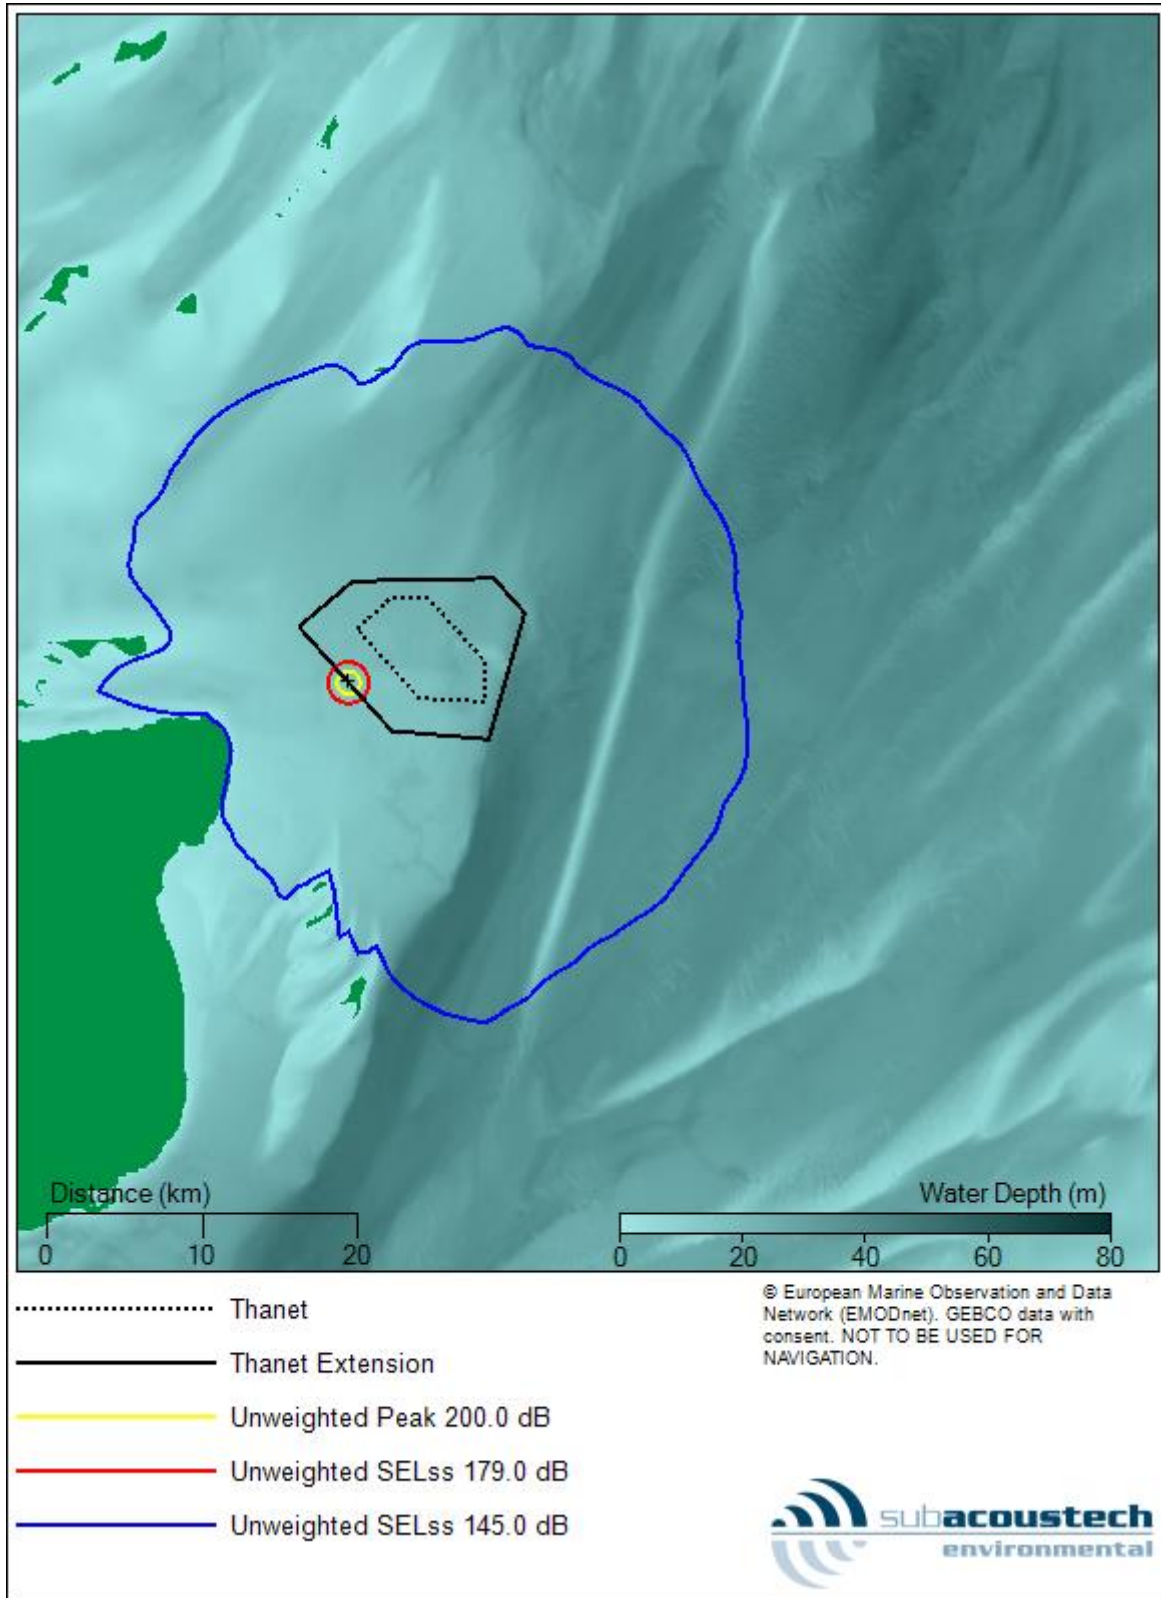 Distance (km)
0 10 20
Water Depth (m)
0 20 40 60 80
Thanet
Thanet Extension
Unweighted Peak 200.0 dB
Unweighted SELss 179.0 dB
Unweighted SELss 145.0 dB
© European Marine Observation and Data
Network (EMODnet). GEBCO data with
consent. NOT TO BE USED FOR
NAVIGATION.
subacoustech
environmental